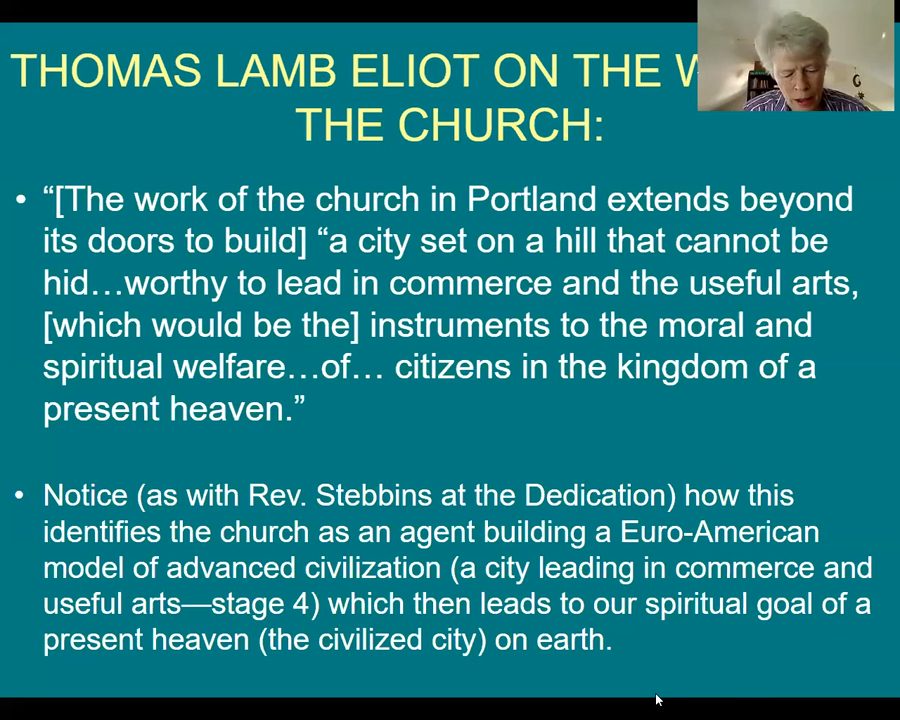 THOMAS LAMB ELIOT ON THE
THE CHURCH:
• “[The work of the church in Portland extends beyond
its doors to build] “a city set on a hill that cannot be
hid…worthy to lead in commerce and the useful arts,
[which would be the] instruments to the moral and
spiritual welfare…of… citizens in the kingdom of a
present heaven.”
• Notice (as with Rev. Stebbins at the Dedication) how this
identifies the church as an agent building a Euro-American
model of advanced civilization (a city leading in commerce and
useful arts—stage 4) which then leads to our spiritual goal of a
present heaven (the civilized city) on earth.